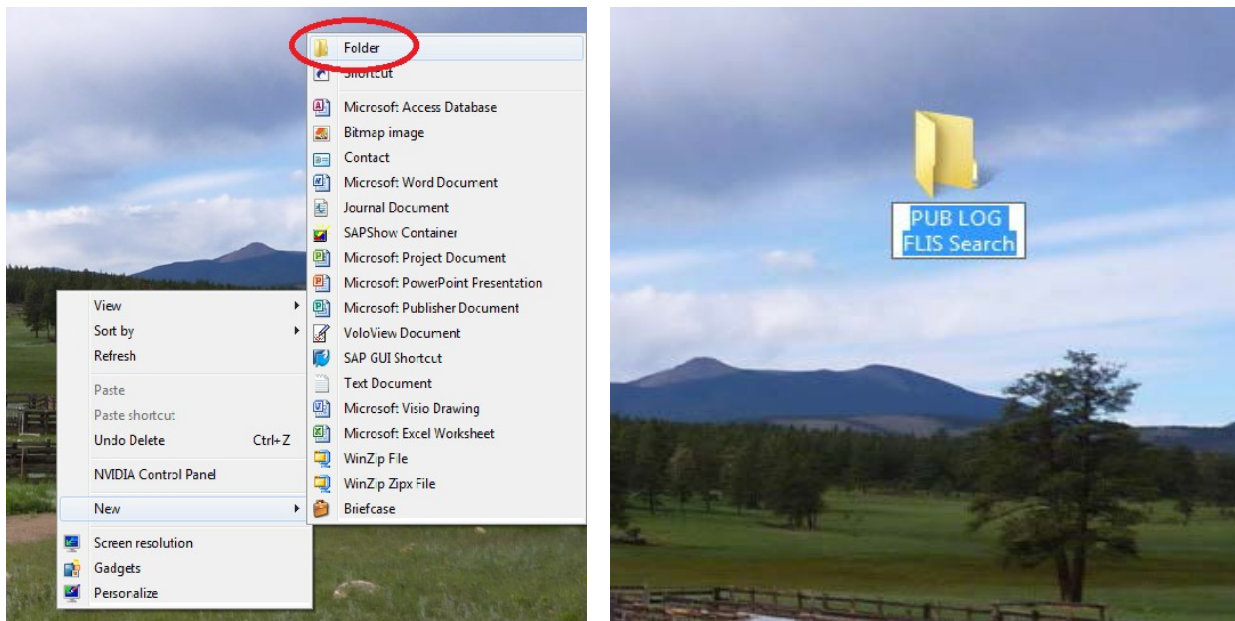 Folder
Shortcut
Microsoft Access Database
Bitmap image
Contact
Microsoft Word Document
Journal Document
SAPShow Container
Microsoft Project Document
Microsoft PowerPoint Presentation
Microsoft Publisher Document
VoloView Document
SAP GUI Shortcut
Text Document
Microsoft Visio Drawing
Microsoft Excel Worksheet
WinZip File
WinZip Zipx File
Briefcase
View
Sort by
Refresh
Paste
Paste shortcut
Undo Delete Ctrl+Z
NVIDIA Control Panel
New
Screen resolution
Gadgets
Personalize
PUB LOG
FLIS Search